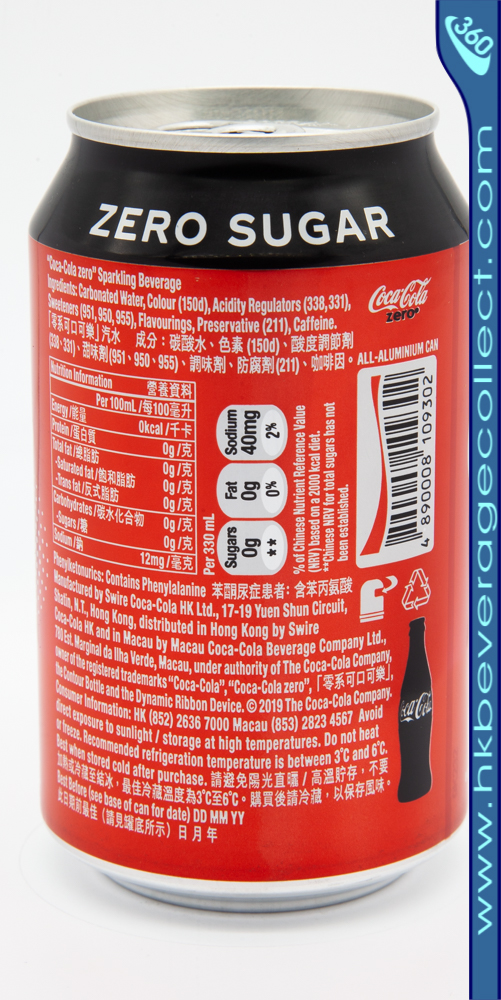 360
www.hkbeveragecollect.com
ZERO SUGAR
"Coca-Cola zero" Sparkling Beverage
Ingredients: Carbonated Water, Colour (150d), Acidity Regulators (338,331),
Sweeteners (951, 950, 955), Flavourings, Preservative (211), Caffeine.
「零系可口可樂」汽水 成分：碳酸水、色素 (150d)、酸度調節劑
(338、331)、甜味劑(951、950、955)、調味劑、防腐劑(211)、咖啡因。
Coca-Cola
zero
ALL-ALUMINIUM CAN
Nutrition Information
營養資料
Per 100mL/每100毫升
Energy/能量 0kcal/千卡
Protein/蛋白質 0g/克
Total fat/總脂肪 0g/克
-Saturated fat/飽和脂肪 0g/克
-Trans fat/反式脂肪 0g/克
Carbohydrates/碳水化合物 0g/克
-Sugars/糖 0g/克
Sodium/鈉 12mg/毫克
Per 330 mL
Sugars 0g **
Fat 0g 0%
Sodium 40mg 2%
% of Chinese Nutrient Reference Value
(NRV) based on a 2000 kcal diet.
**Chinese NRV for total sugars has not
been established.
4 890008 109302
Phenylketonurics: Contains Phenylalanine 苯酮尿症患者：含苯丙氨酸
Manufactured by Swire Coca-Cola HK Ltd., 17-19 Yuen Shun Circuit,
Shatin, N.T., Hong Kong, distributed in Hong Kong by Swire
Coca-Cola HK and in Macau by Macau Coca-Cola Beverage Company Ltd.,
780 Est. Marginal da Ilha Verde, Macau, under authority of The Coca-Cola Company,
owner of the registered trademarks "Coca-Cola", "Coca-Cola zero", 「零系可口可樂」,
the Contour Bottle and the Dynamic Ribbon Device. © 2019 The Coca-Cola Company.
Consumer Information: HK (852) 2636 7000 Macau (853) 2823 4567 Avoid
direct exposure to sunlight / storage at high temperatures. Do not heat
or freeze. Recommended refrigeration temperature is between 3°C and 6°C.
Best when stored cold after purchase. 請避免陽光直曬 / 高溫貯存，不要
加熱或冷藏至結冰，最佳冷藏溫度為3°C至6°C。購買後請冷藏，以保存風味。
Best Before (see base of can for date) DD MM YY
此日期前最佳（請見罐底所示）日 月 年
Coca-Cola